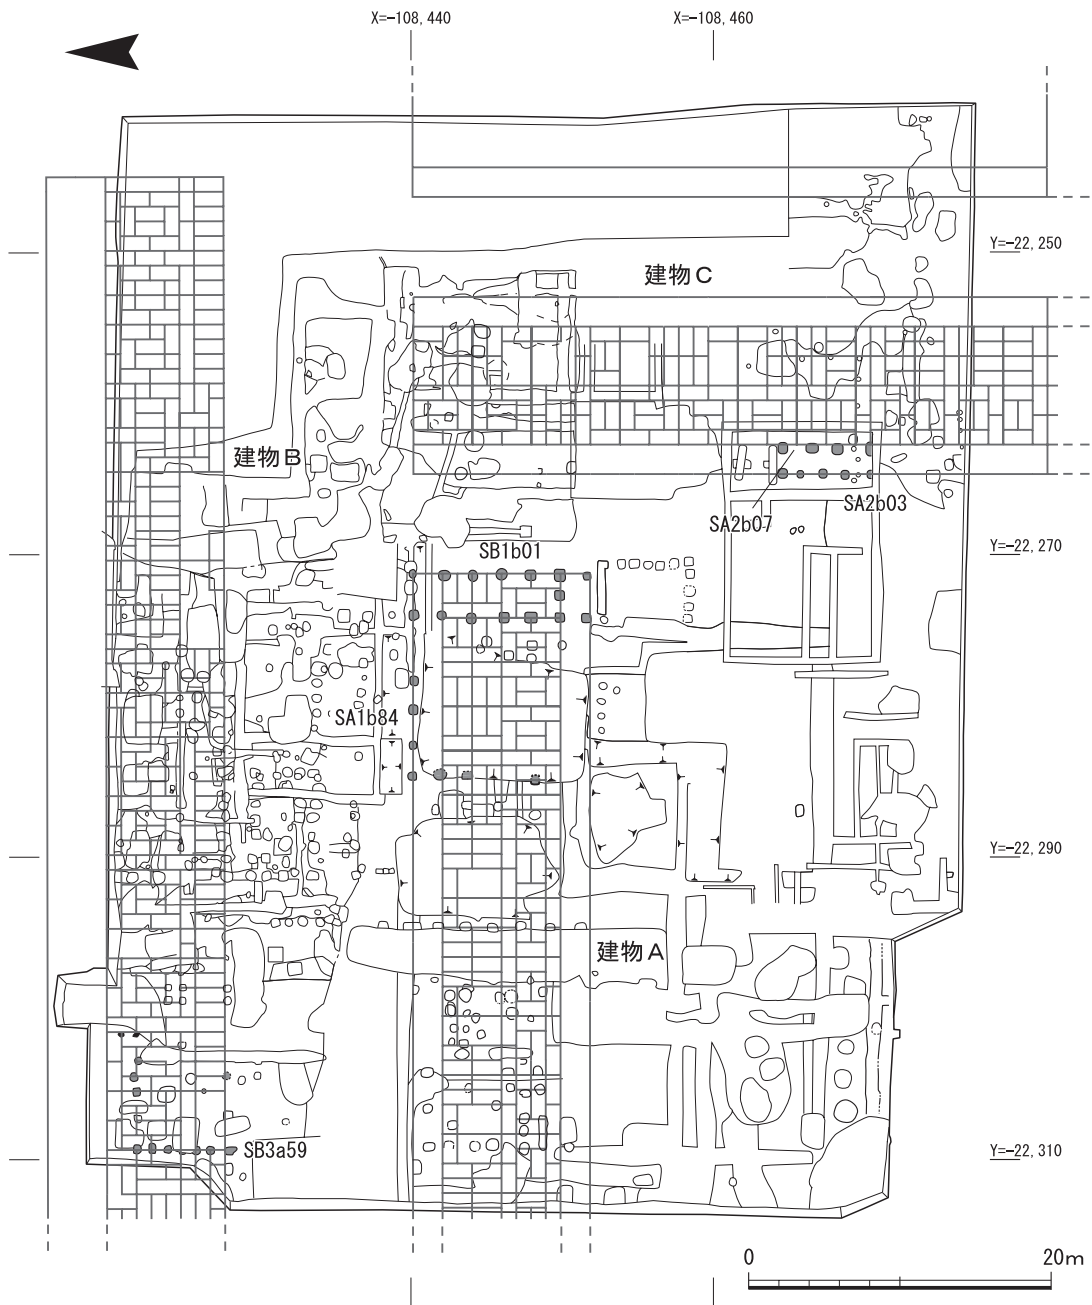 X=-108,440
X=-108,460
Y=-22,250
建物C
建物B
SA2b03
SA2b07
Y=-22,270
SB1b01
SA1b84
Y=-22,290
建物A
SB3a59
Y=-22,310
0
20m